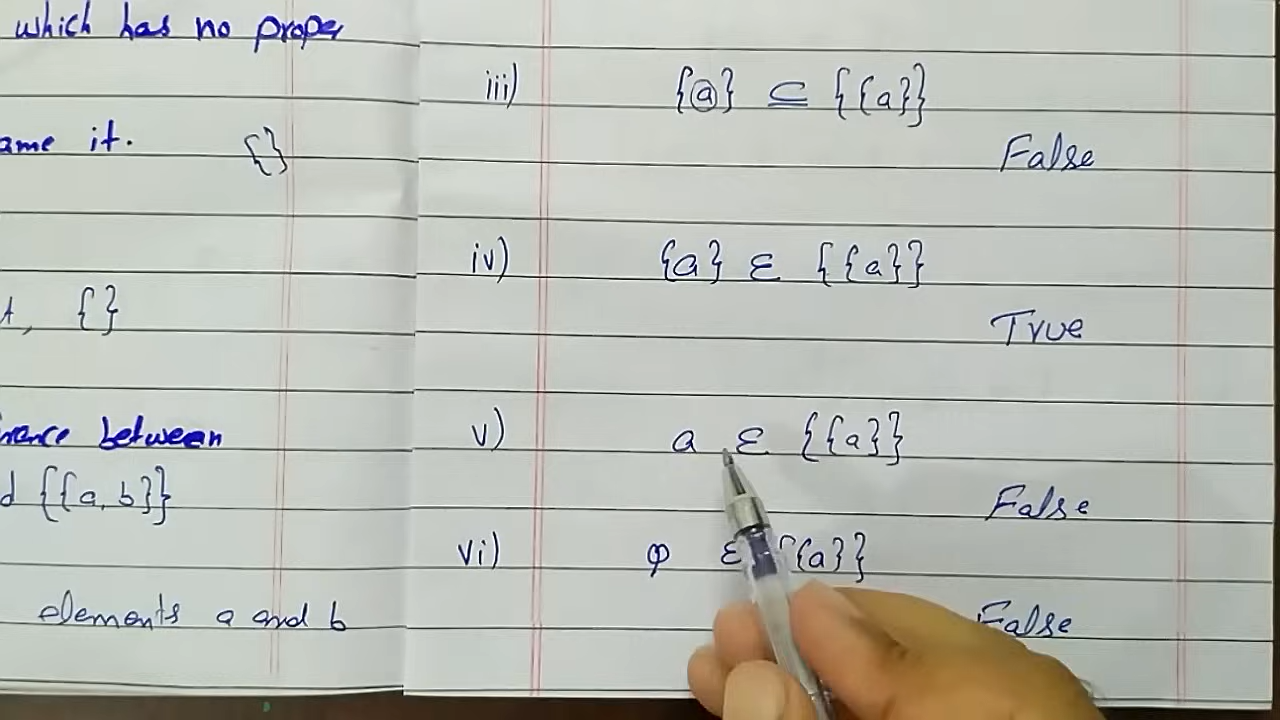 which has no proper
ame it. {}
A, {}
rence between
d {{a, b}}
elements a and b
iii) {a} ⊆ {{a}}
False
iv) {a} ε {{a}}
True
v) a ε {{a}}
False
vi) φ ε {{a}}
False